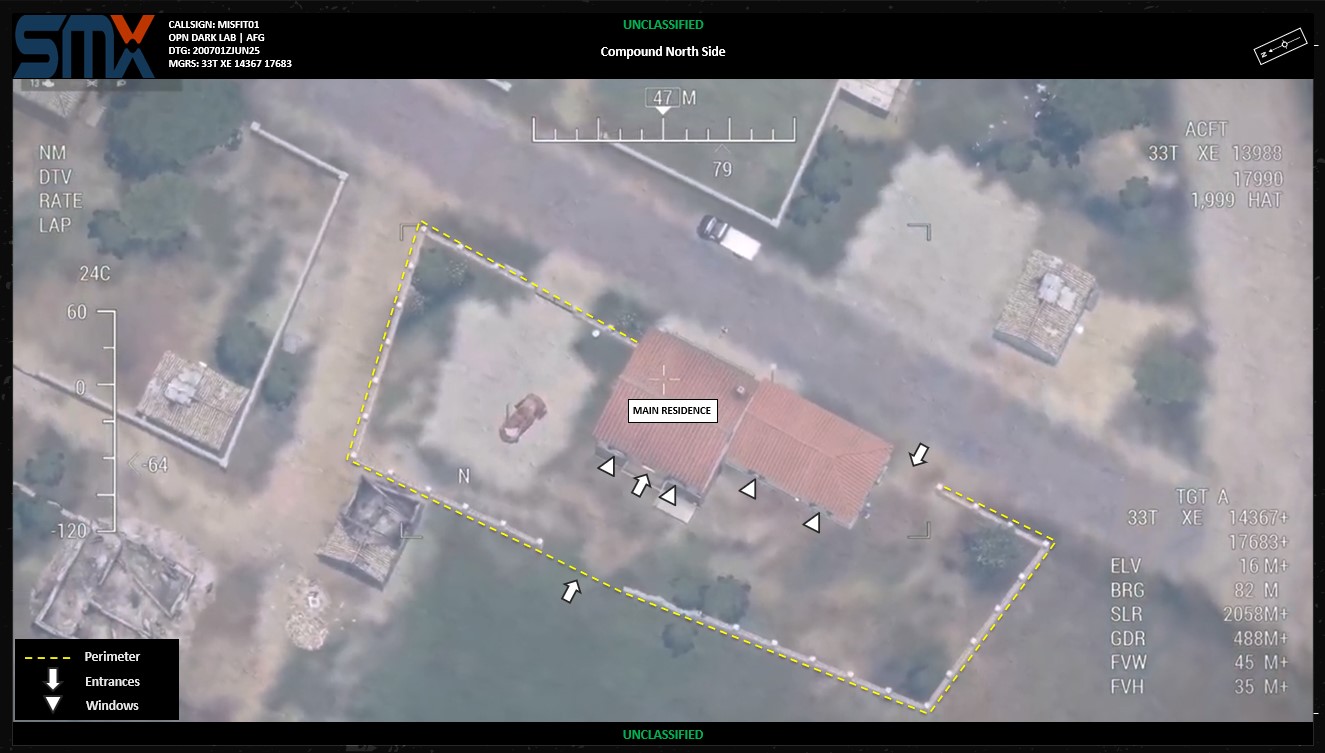 SMX
CALLSIGN: MISFIT01
OPN DARK LAB | AFG
DTG: 200701ZJUN25
MGRS: 33T XE 14367 17683
UNCLASSIFIED
Compound North Side
N
47 M
79
NM
DTV
RATE
LAP
24C
60
0
-64
-120
ACFT
33T XE 13988
17990
1,999 HAT
MAIN RESIDENCE
N
TGT A
33T XE 14367+
17683+
ELV 16 M+
BRG 82 M
SLR 2058M+
GDR 488M+
FVW 45 M+
FVH 35 M+
Perimeter
Entrances
Windows
UNCLASSIFIED